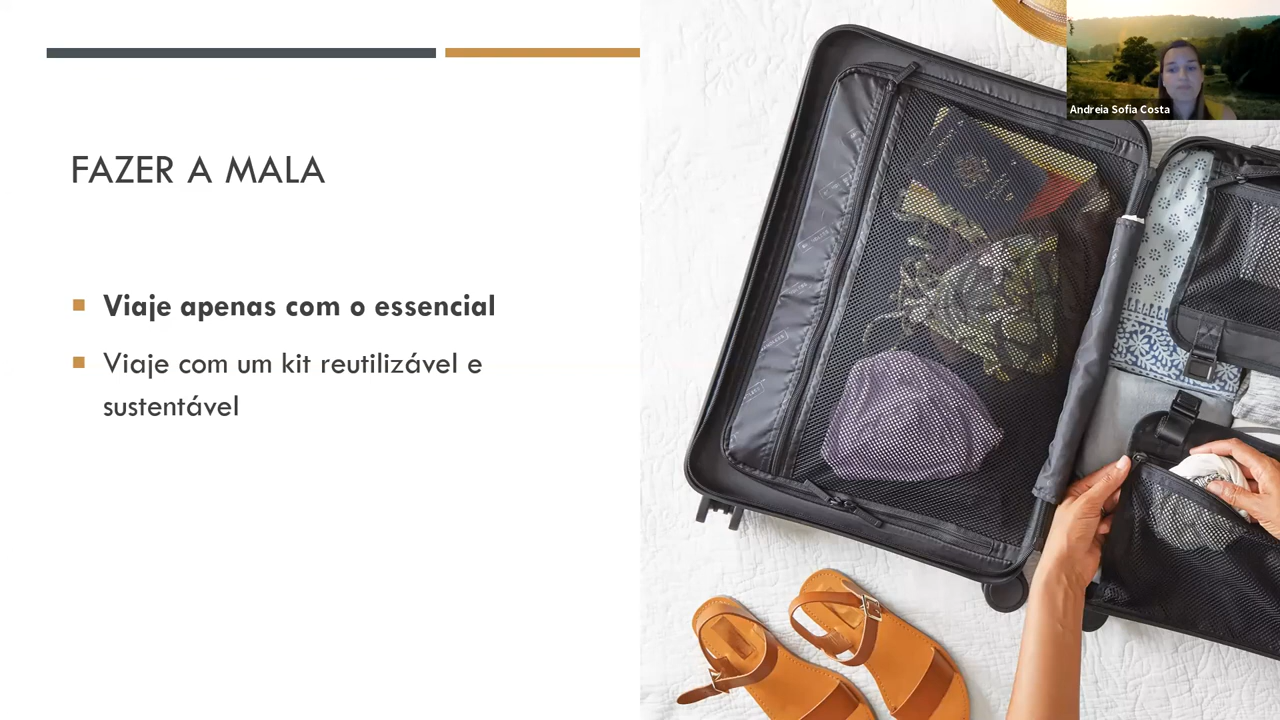 FAZER A MALA
Viaje apenas com o essencial
Viaje com um kit reutilizável e
sustentável
Andreia Sofia Costa